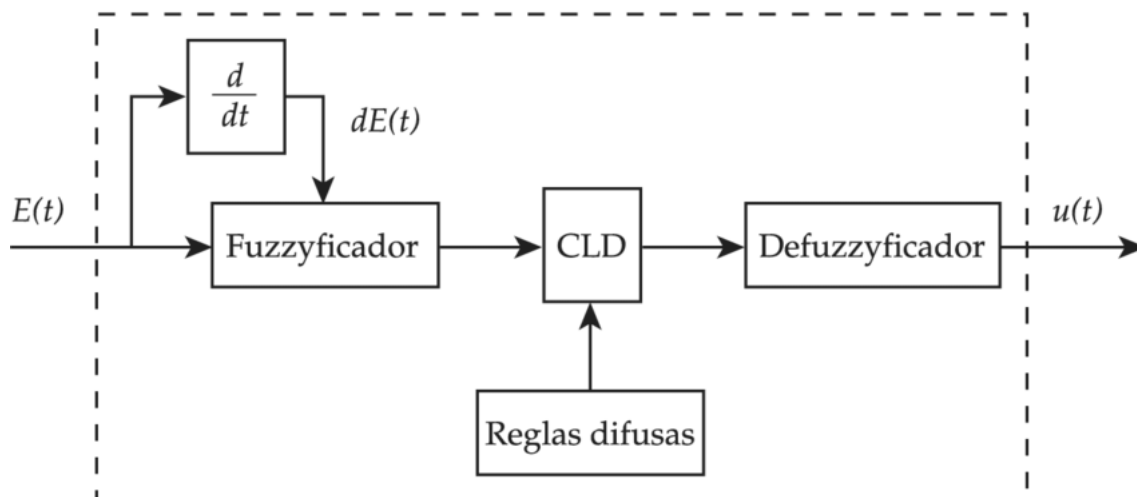 d
dt
dE(t)
E(t)
Fuzzyficador
CLD
Defuzzyficador
u(t)
Reglas difusas